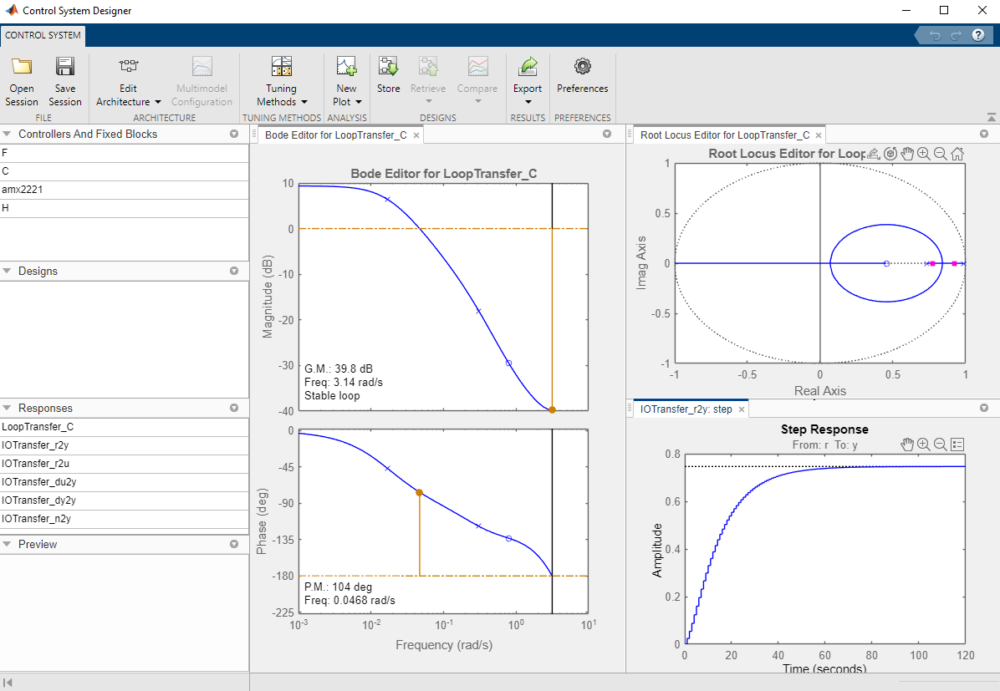 Control System Designer
CONTROL SYSTEM
?
Open Session
Save Session
Edit Architecture
Multimodel Configuration
Tuning Methods
New Plot
Store
Retrieve
Compare
Export
Preferences
FILE
ARCHITECTURE
TUNING METHODS
ANALYSIS
DESIGNS
RESULTS
PREFERENCES
Controllers And Fixed Blocks
F
C
amx2221
H
Designs
Responses
LoopTransfer_C
IOTransfer_r2y
IOTransfer_r2u
IOTransfer_du2y
IOTransfer_dy2y
IOTransfer_n2y
Preview
Bode Editor for LoopTransfer_C
Bode Editor for LoopTransfer_C
Magnitude (dB)
10
0
-10
-20
-30
-40
G.M.: 39.8 dB
Freq: 3.14 rad/s
Stable loop
Phase (deg)
0
-45
-90
-135
-180
-225
P.M.: 104 deg
Freq: 0.0468 rad/s
10-3 10-2 10-1 100 101
Frequency (rad/s)
Root Locus Editor for LoopTransfer_C
Root Locus Editor for Loop
Imag Axis
1
0.5
0
-0.5
-1
-1 -0.5 0 0.5 1
Real Axis
IOTransfer_r2y: step
Step Response
From: r To: y
Amplitude
0.8
0.6
0.4
0.2
0
0 20 40 60 80 100 120
Time (seconds)